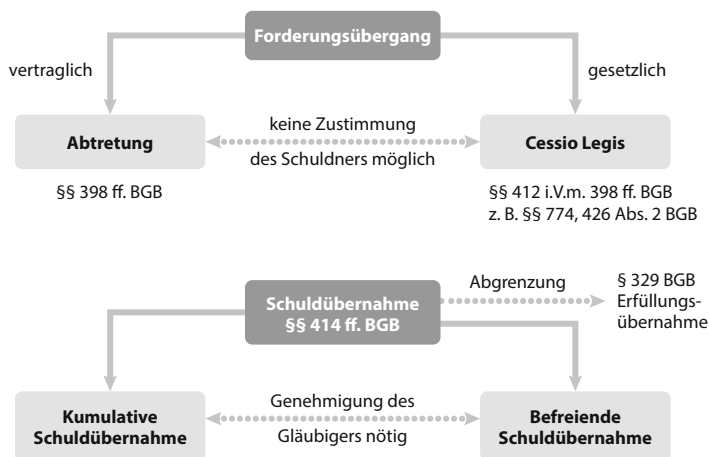 Forderungsübergang
vertraglich
gesetzlich
Abtretung
keine Zustimmung
des Schuldners möglich
Cessio Legis
§§ 398 ff. BGB
§§ 412 i.V.m. 398 ff. BGB
z. B. §§ 774, 426 Abs. 2 BGB
Schuldübernahme
§§ 414 ff. BGB
Abgrenzung
§ 329 BGB
Erfüllungs-
übernahme
Kumulative
Schuldübernahme
Genehmigung des
Gläubigers nötig
Befreiende
Schuldübernahme